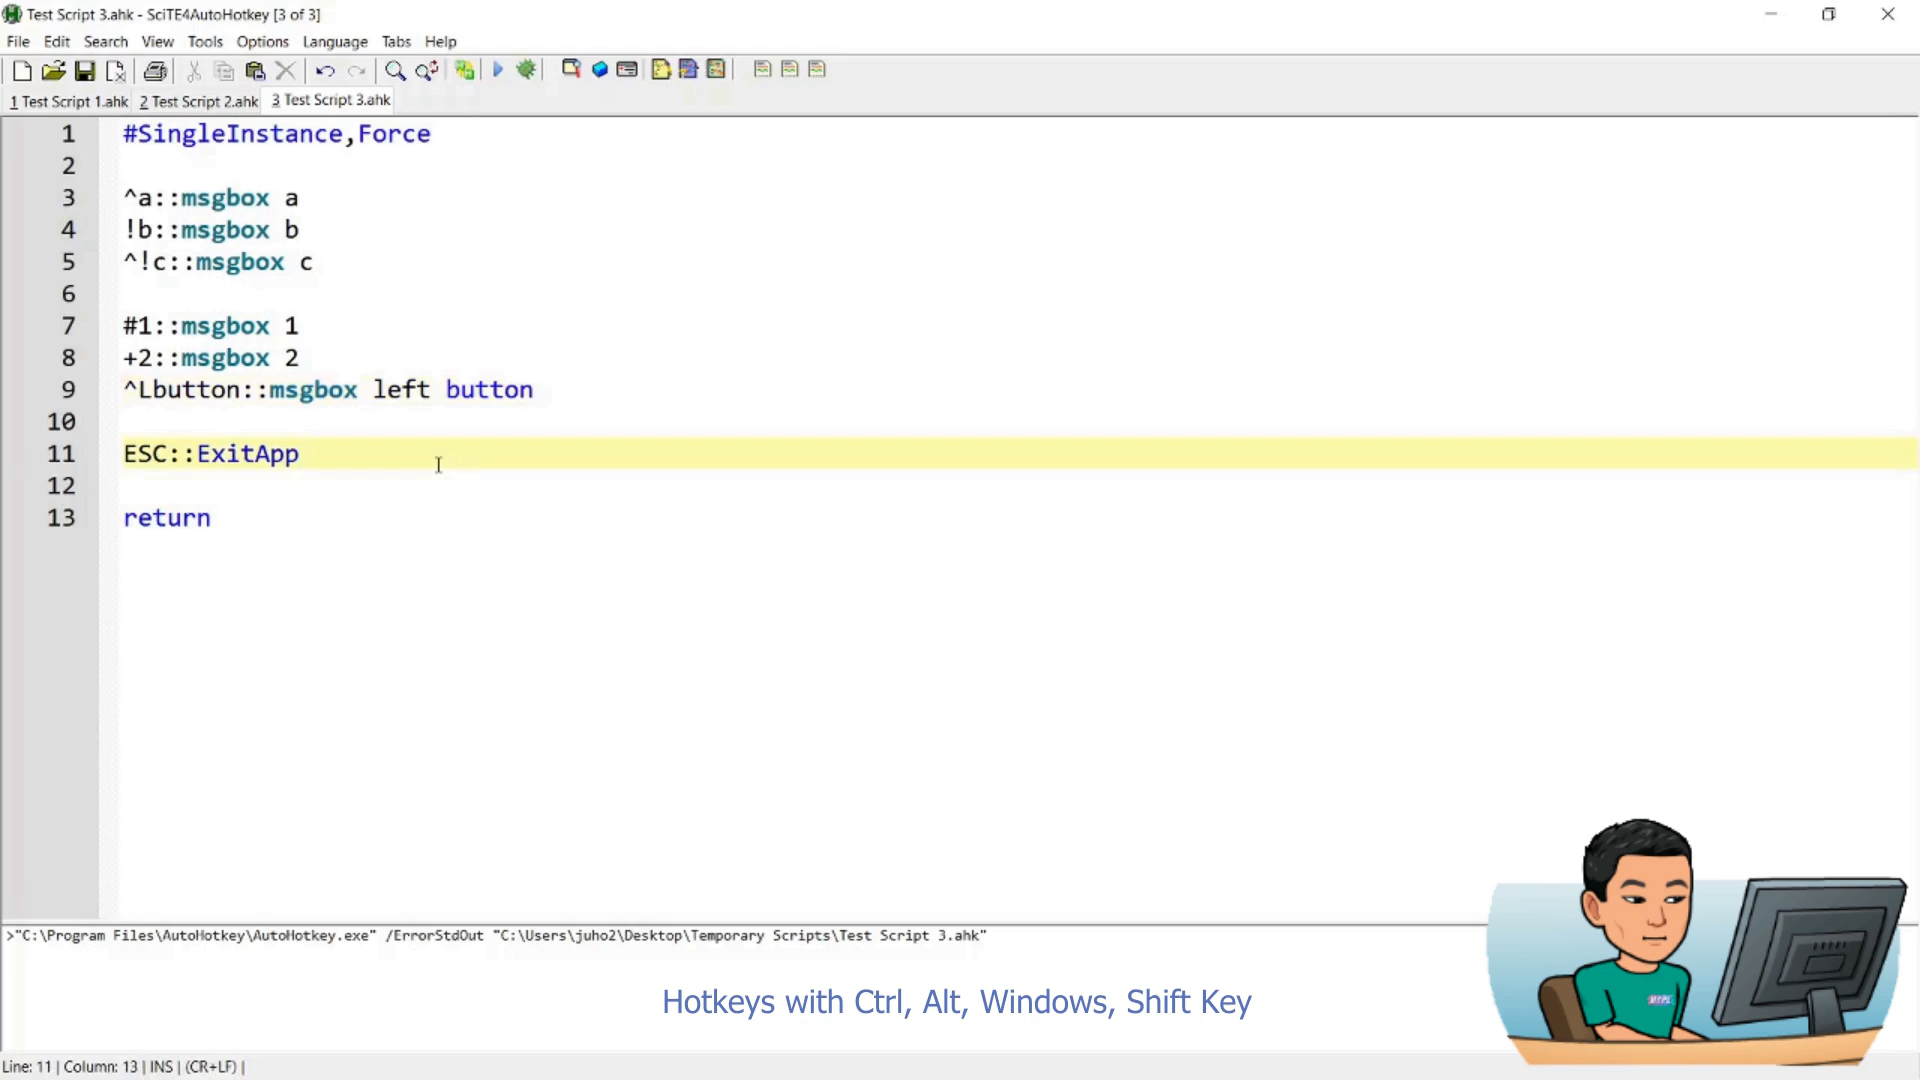 Test Script 3.ahk - SciTE4AutoHotkey [3 of 3]
File Edit Search View Tools Options Language Tabs Help
1 Test Script 1.ahk 2 Test Script 2.ahk 3 Test Script 3.ahk
1 #SingleInstance,Force
2
3 ^a::msgbox a
4 !b::msgbox b
5 ^!c::msgbox c
6
7 #1::msgbox 1
8 +2::msgbox 2
9 ^Lbutton::msgbox left button
10
11 ESC::ExitApp
12
13 return
>"C:\Program Files\AutoHotkey\AutoHotkey.exe" /ErrorStdOut "C:\Users\juho2\Desktop\Temporary Scripts\Test Script 3.ahk"
Hotkeys with Ctrl, Alt, Windows, Shift Key
Line: 11 | Column: 13 | INS | (CR+LF) |